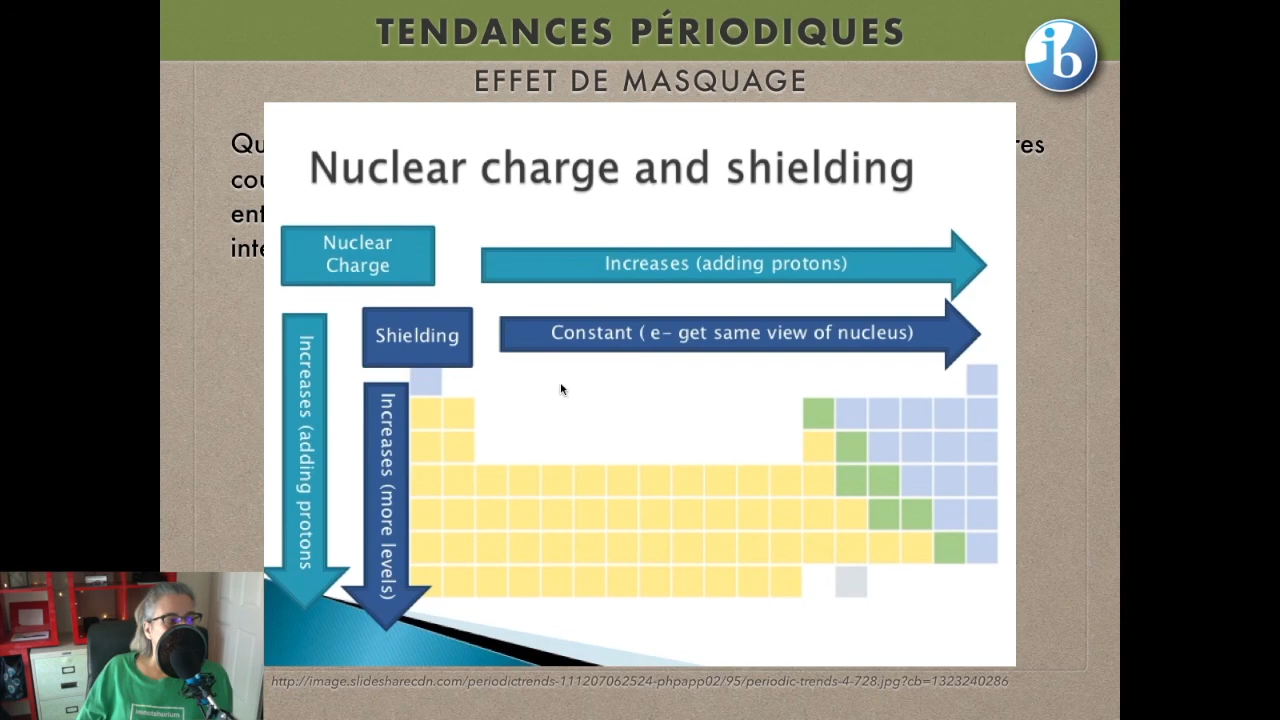 TENDANCES PÉRIODIQUES
ib
EFFET DE MASQUAGE
Nuclear charge and shielding
Nuclear
Charge
Increases (adding protons)
Shielding
Constant ( e- get same view of nucleus)
Increases (adding protons
Increases (more levels)
http://image.slidesharecdn.com/periodictrends-111207062524-phpapp02/95/periodic-trends-4-728.jpg?cb=1323240286